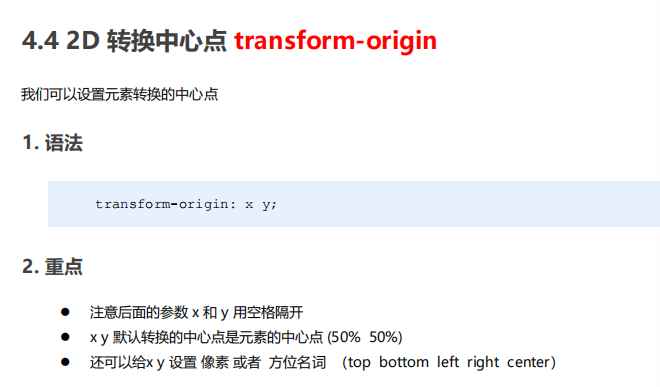 4.4 2D 转换中心点 transform-origin
我们可以设置元素转换的中心点
1. 语法
transform-origin: x y;
2. 重点
● 注意后面的参数 x 和 y 用空格隔开
● x y 默认转换的中心点是元素的中心点 (50% 50%)
● 还可以给x y 设置 像素 或者 方位名词 （top bottom left right center）